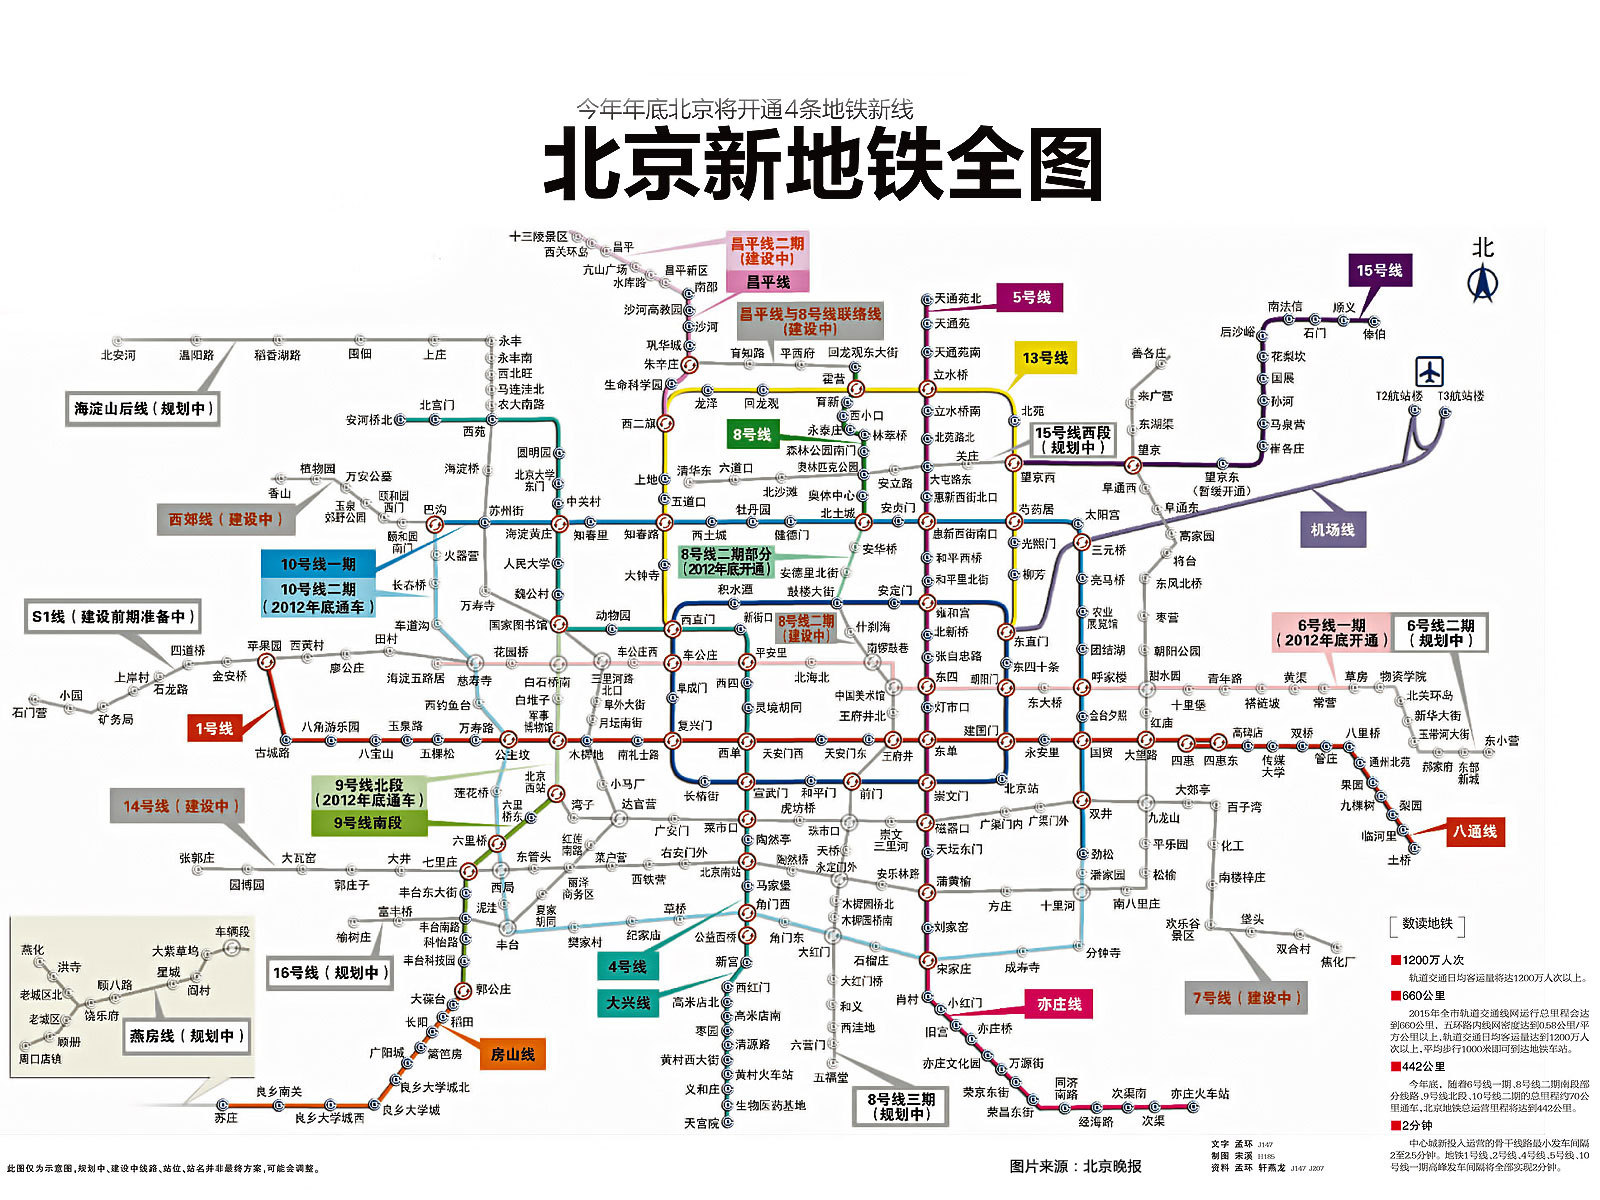 今年年底北京将开通4条地铁新线
北京新地铁全图
北
十三陵景区
西关环岛
昌平
亢山广场
水库路
昌平新区
南邵
沙河高教园
沙河
巩华城
朱辛庄
生命科学园
西二旗
昌平线二期
(建设中)
昌平线
昌平线与8号线联络线
(建设中)
育知路
平西府
回龙观东大街
霍营
育新
西小口
永泰庄
林萃桥
森林公园南门
奥林匹克公园
奥体中心
北土城
8号线
龙泽
回龙观
天通苑北
天通苑
天通苑南
立水桥
立水桥南
北苑路北
大屯路东
惠新西街北口
惠新西街南口
和平西桥
和平里北街
雍和宫
北新桥
张自忠路
东四
灯市口
东单
崇文门
磁器口
天坛东门
蒲黄榆
刘家窑
宋家庄
5号线
13号线
北苑
望京西
芍药居
光熙门
柳芳
东直门
15号线西段
(规划中)
关庄
安立路
北沙滩
六道口
清华东
善各庄
来广营
东湖渠
望京
阜通西
阜通东
高家园
将台
东风北桥
枣营
朝阳公园
甜水园
红庙
大望路
望京东
(暂缓开通)
崔各庄
马泉营
孙河
国展
花梨坎
后沙峪
南法信
石门
顺义
俸伯
15号线
T2航站楼
T3航站楼
机场线
北安河
温阳路
稻香湖路
囤佃
上庄
永丰
永丰南
西北旺
马连洼北
农大南路
海淀山后线(规划中)
安河桥北
北宫门
西苑
圆明园
北京大学
东门
中关村
海淀黄庄
人民大学
魏公村
国家图书馆
动物园
西直门
新街口
平安里
西四
灵境胡同
西单
宣武门
菜市口
陶然亭
北京南站
马家堡
角门西
公益西桥
新宫
海淀桥
苏州街
万寿寺
香山
植物园
万安公墓
玉泉
郊野公园
颐和园
西门
颐和园
南门
巴沟
西郊线(建设中)
火器营
长春桥
车道沟
10号线一期
10号线二期
(2012年底通车)
知春里
知春路
西土城
牡丹园
健德门
安贞门
太阳宫
三元桥
亮马桥
农业
展览馆
团结湖
呼家楼
金台夕照
国贸
双井
劲松
潘家园
十里河
分钟寺
成寿寺
上地
五道口
大钟寺
8号线二期部分
(2012年底开通)
安华桥
安德里北街
鼓楼大街
积水潭
安定门
8号线二期
(建设中)
什刹海
南锣鼓巷
中国美术馆
王府井北
王府井
S1线(建设前期准备中)
苹果园
西黄村
廖公庄
田村
四道桥
金安桥
上岸村
石龙路
小园
石门营
矿务局
海淀五路居
慈寿寺
花园桥
白石桥南
三里河路
北口
车公庄西
车公庄
北海北
东四十条
朝阳门
东大桥
西钓鱼台
白堆子
军事
博物馆
阜外大街
月坛南街
阜成门
复兴门
长椿街
和平门
前门
北京站
建国门
1号线
古城路
八角游乐园
八宝山
玉泉路
五棵松
万寿路
公主坟
木樨地
南礼士路
天安门西
天安门东
永安里
四惠
四惠东
高碑店
传媒
大学
双桥
管庄
八里桥
通州北苑
果园
九棵树
梨园
临河里
土桥
八通线
6号线一期
(2012年底开通)
6号线二期
(规划中)
十里堡
青年路
褡裢坡
黄渠
常营
草房
物资学院
北关环岛
新华大街
玉带河大街
郝家府
东部
新城
东小营
北京
西站
莲花桥
六里
桥东
9号线北段
(2012年底通车)
9号线南段
六里桥
七里庄
丰台东大街
丰台南路
科怡路
丰台科技园
郭公庄
湾子
达官营
小马厂
红莲
南路
广安门
虎坊桥
珠市口
崇文
三里河
广渠门内
广渠门外
九龙山
大郊亭
百子湾
化工
南楼梓庄
欢乐谷
景区
垡头
双合村
焦化厂
7号线(建设中)
14号线(建设中)
张郭庄
园博园
大瓦窑
郭庄子
大井
东管头
菜户营
西铁营
右安门外
丽泽
商务区
西局
泥洼
夏家
胡同
丰台
樊家村
纪家庙
草桥
角门东
大红门
石榴庄
陶然桥
永定门外
天桥
安乐林路
方庄
南八里庄
松榆
平乐园
木樨园桥北
木樨园桥南
大红门
大红门桥
和义
西洼地
六营门
五福堂
8号线三期
(规划中)
富丰桥
榆树庄
16号线(规划中)
4号线
大兴线
西红门
高米店北
高米店南
枣园
清源路
黄村西大街
黄村火车站
义和庄
生物医药基地
天宫院
肖村
小红门
旧宫
亦庄桥
亦庄文化园
万源街
荣京东街
荣昌东街
同济
南路
经海路
次渠南
次渠
亦庄火车站
亦庄线
大葆台
稻田
长阳
篱笆房
广阳城
良乡大学城北
良乡大学城
良乡大学城西
良乡南关
苏庄
房山线
燕化
洪寺
老城区北
老城区
顾册
周口店镇
饶乐府
顾八路
星城
阎村
大紫草坞
车辆段
燕房线(规划中)
数读地铁
1200万人次
轨道交通日均客运量将达1200万人次以上。
660公里
2015年全市轨道交通线网运行总里程会达
到660公里,五环路内线网密度达到0.58公里/平
方公里以上,轨道交通日均客运量达到1200万人
次以上,平均步行1000米即可到达地铁车站。
442公里
今年底,随着6号线一期、8号线二期南段部
分线路、9号线北段、10号线二期的总里程约70公
里通车,北京地铁总运营里程将达到442公里。
2分钟
中心城新投入运营的骨干线路最小发车间隔
2至2.5分钟。地铁1号线、2号线、4号线、5号线、10
号线一期高峰发车间隔将全部实现2分钟。
文字 孟环 J147
制图 宋溪 H185
资料 孟环 轩燕龙 J147 J207
图片来源:北京晚报
此图仅为示意图,规划中、建设中线路、站位、站名并非最终方案,可能会调整。